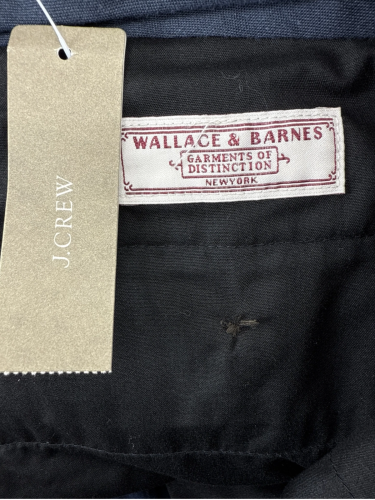 J.CREW
WALLACE & BARNES
GARMENTS OF
DISTINCTION
NEW YORK